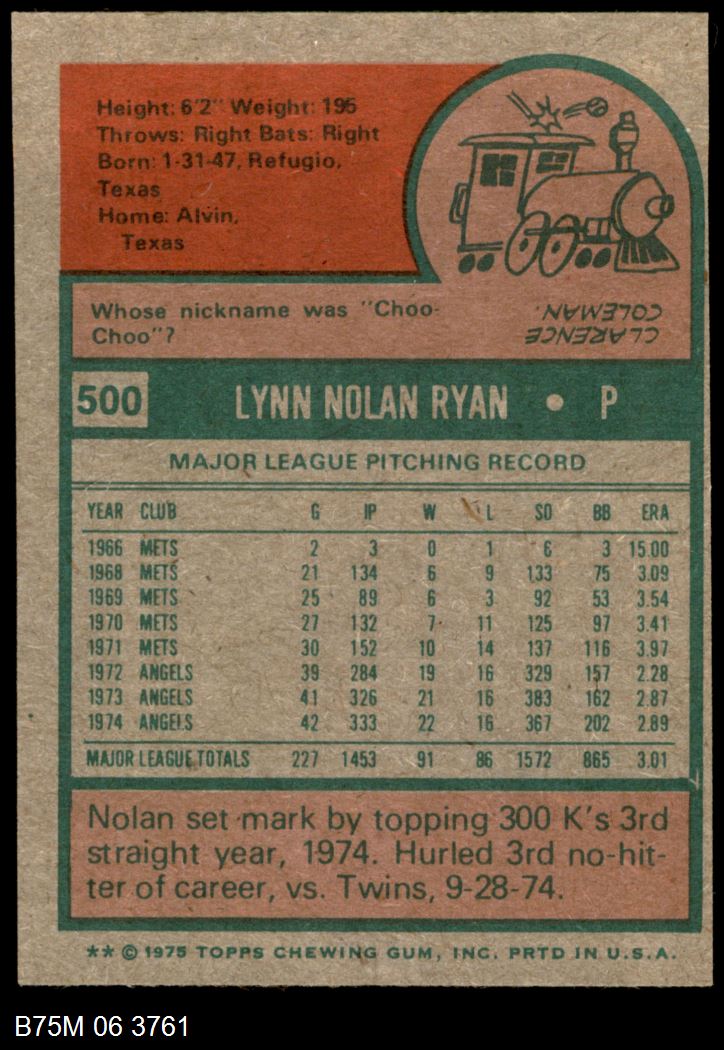 Height: 6'2" Weight: 195
Throws: Right Bats: Right
Born: 1-31-47, Refugio,
Texas
Home: Alvin,
Texas
Whose nickname was "Choo-
Choo"?
CLARENCE
COLEMAN.
500 LYNN NOLAN RYAN • P
MAJOR LEAGUE PITCHING RECORD
YEAR CLUB G IP W L SO BB ERA
1966 METS 2 3 0 1 6 3 15.00
1968 METS 21 134 6 9 133 75 3.09
1969 METS 25 89 6 3 92 53 3.54
1970 METS 27 132 7 11 125 97 3.41
1971 METS 30 152 10 14 137 116 3.97
1972 ANGELS 39 284 19 16 329 157 2.28
1973 ANGELS 41 326 21 16 383 162 2.87
1974 ANGELS 42 333 22 16 367 202 2.89
MAJOR LEAGUE TOTALS 227 1453 91 86 1572 865 3.01
Nolan set mark by topping 300 K's 3rd
straight year, 1974. Hurled 3rd no-hit-
ter of career, vs. Twins, 9-28-74.
** © 1975 TOPPS CHEWING GUM, INC. PRTD IN U.S.A.
B75M 06 3761